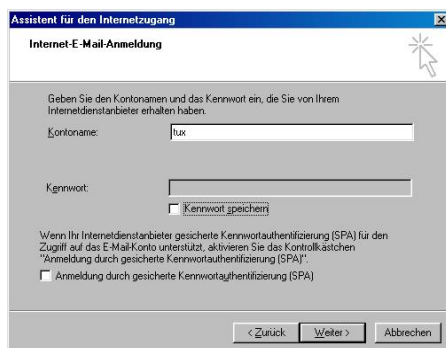 Assistent für den Internetzugang
Internet-E-Mail-Anmeldung
Geben Sie den Kontonamen und das Kennwort ein, die Sie von Ihrem
Internetdienstanbieter erhalten haben.
Kontoname: tux
Kennwort:
Kennwort speichern
Wenn Ihr Internetdienstanbieter gesicherte Kennwortauthentifizierung (SPA) für den
Zugriff auf das E-Mail-Konto unterstützt, aktivieren Sie das Kontrollkästchen
"Anmeldung durch gesicherte Kennwortauthentifizierung (SPA)".
Anmeldung durch gesicherte Kennwortauthentifizierung (SPA)
< Zurück Weiter > Abbrechen